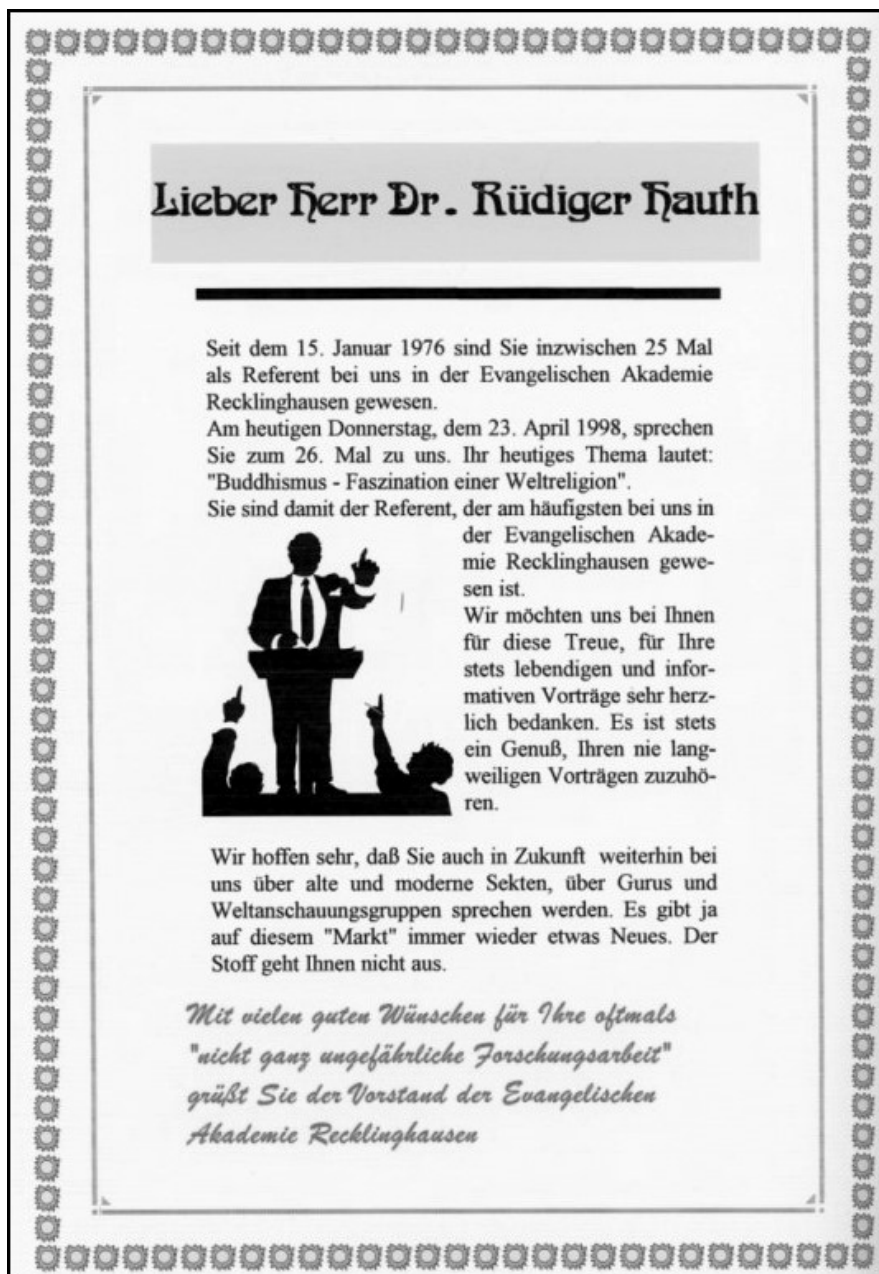 Lieber Herr Dr. Rüdiger Hauth
Seit dem 15. Januar 1976 sind Sie inzwischen 25 Mal
als Referent bei uns in der Evangelischen Akademie
Recklinghausen gewesen.
Am heutigen Donnerstag, dem 23. April 1998, sprechen
Sie zum 26. Mal zu uns. Ihr heutiges Thema lautet:
"Buddhismus - Faszination einer Weltreligion".
Sie sind damit der Referent, der am häufigsten bei uns in
der Evangelischen Akade-
mie Recklinghausen gewe-
sen ist.
Wir möchten uns bei Ihnen
für diese Treue, für Ihre
stets lebendigen und infor-
mativen Vorträge sehr herz-
lich bedanken. Es ist stets
ein Genuß, Ihren nie lang-
weiligen Vorträgen zuzuhö-
ren.
Wir hoffen sehr, daß Sie auch in Zukunft weiterhin bei
uns über alte und moderne Sekten, über Gurus und
Weltanschauungsgruppen sprechen werden. Es gibt ja
auf diesem "Markt" immer wieder etwas Neues. Der
Stoff geht Ihnen nicht aus.
Mit vielen guten Wünschen für Ihre oftmals
"nicht ganz ungefährliche Forschungsarbeit"
grüßt Sie der Vorstand der Evangelischen
Akademie Recklinghausen